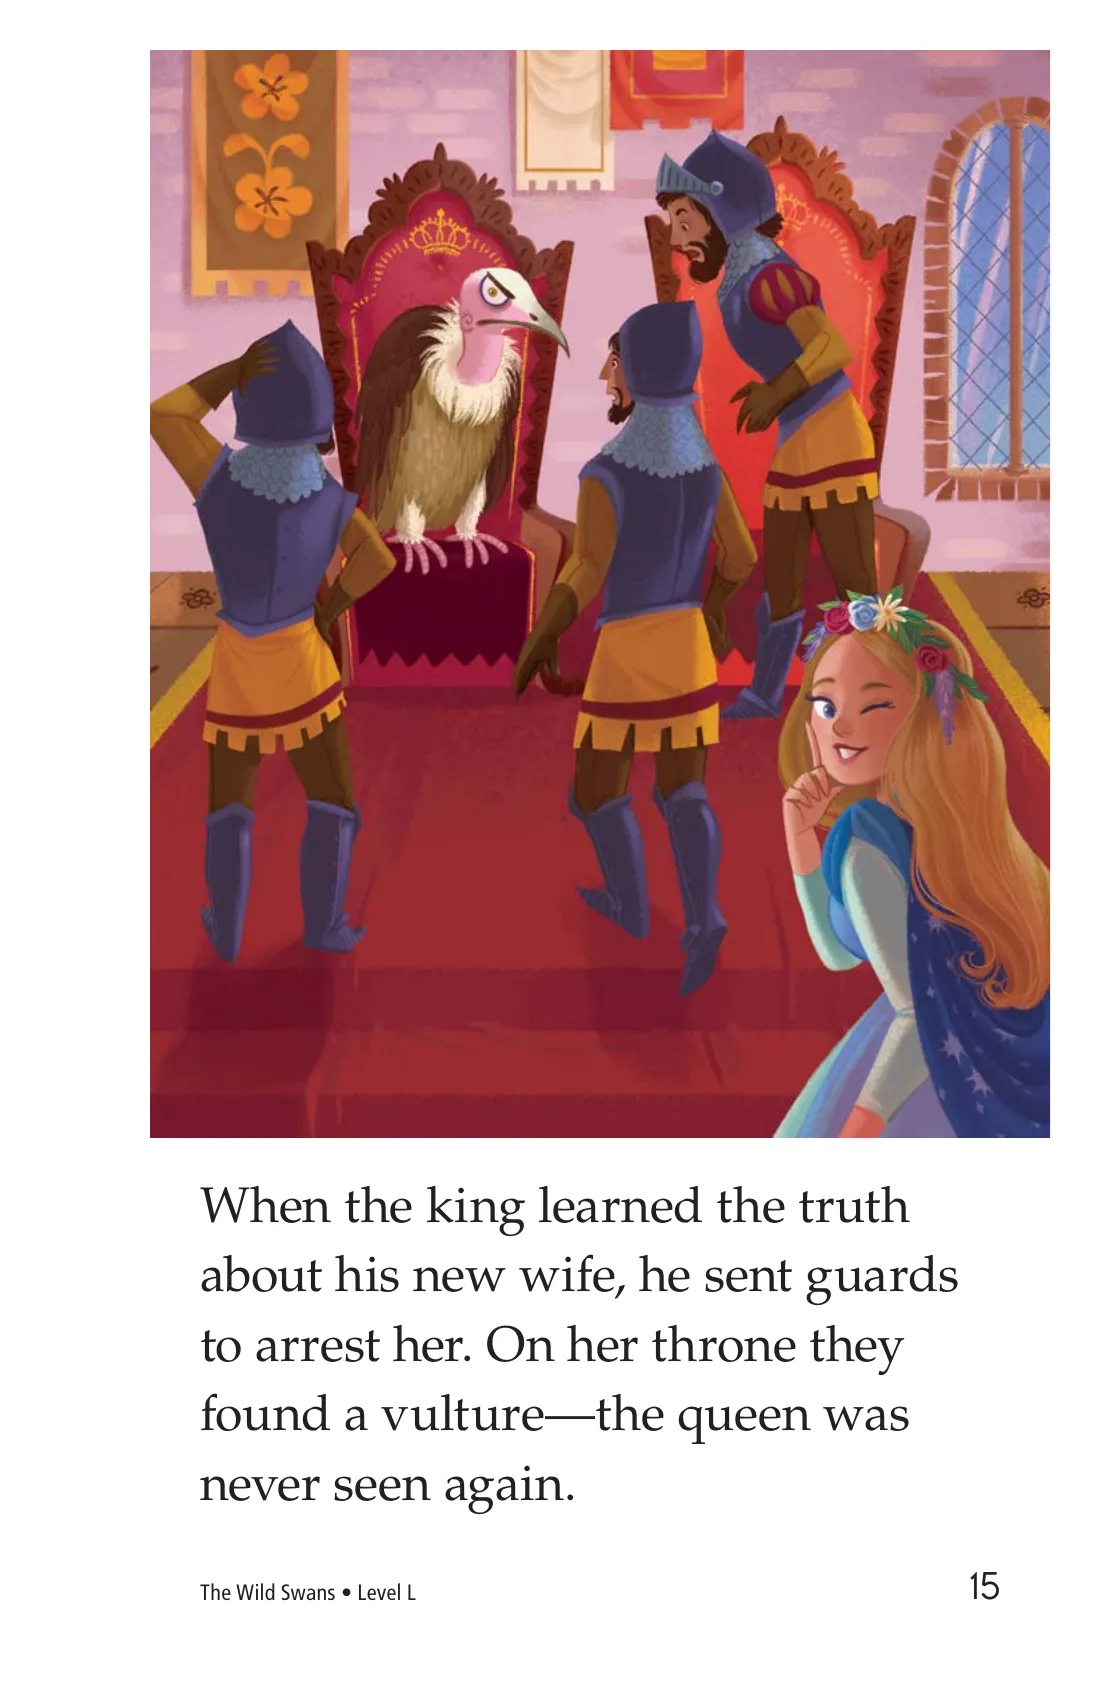 When the king learned the truth
about his new wife, he sent guards
to arrest her. On her throne they
found a vulture—the queen was
never seen again.
The Wild Swans • Level L 15